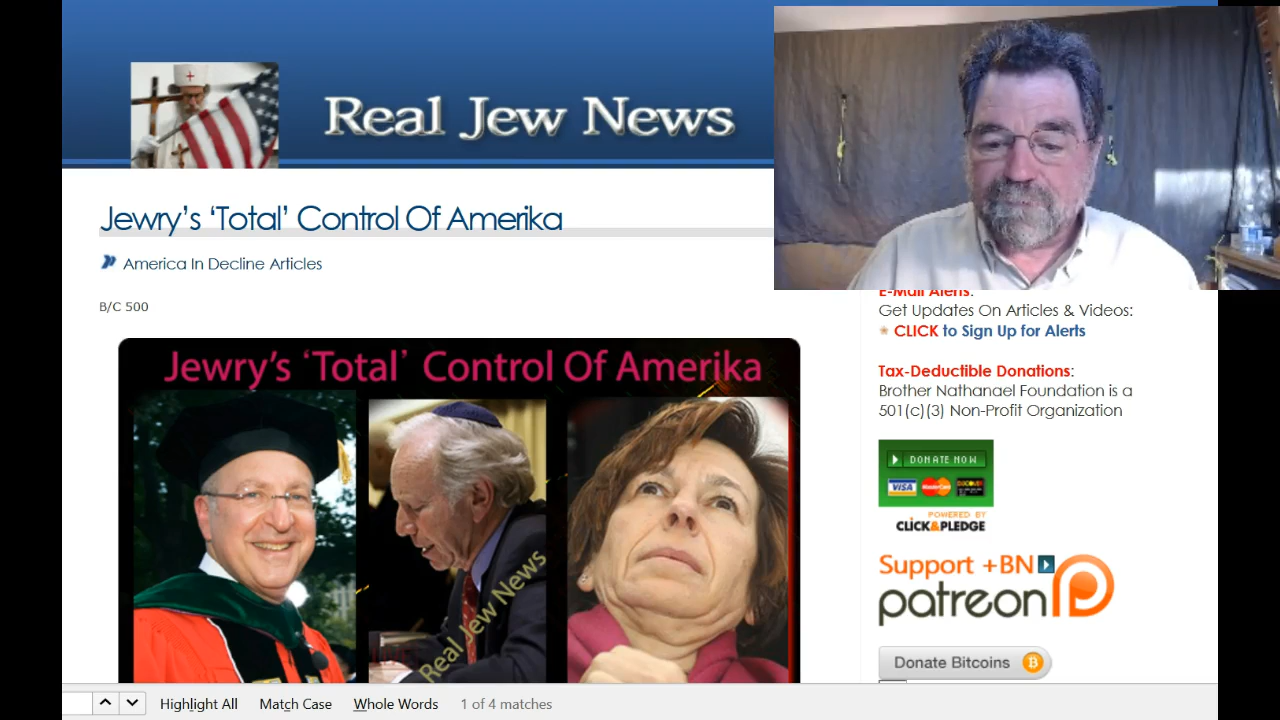 Real Jew News
Jewry's ‘Total’ Control Of Amerika
America In Decline Articles
B/C 500
Jewry's ‘Total’ Control Of Amerika
Real Jew News
E-Mail Alerts:
Get Updates On Articles & Videos:
CLICK to Sign Up for Alerts
Tax-Deductible Donations:
Brother Nathanael Foundation is a
501(c)(3) Non-Profit Organization
DONATE NOW
VISA MasterCard DISCOVER
POWERED BY
CLICK&PLEDGE
Support +BN
patreon
Donate Bitcoins
Highlight All Match Case Whole Words 1 of 4 matches